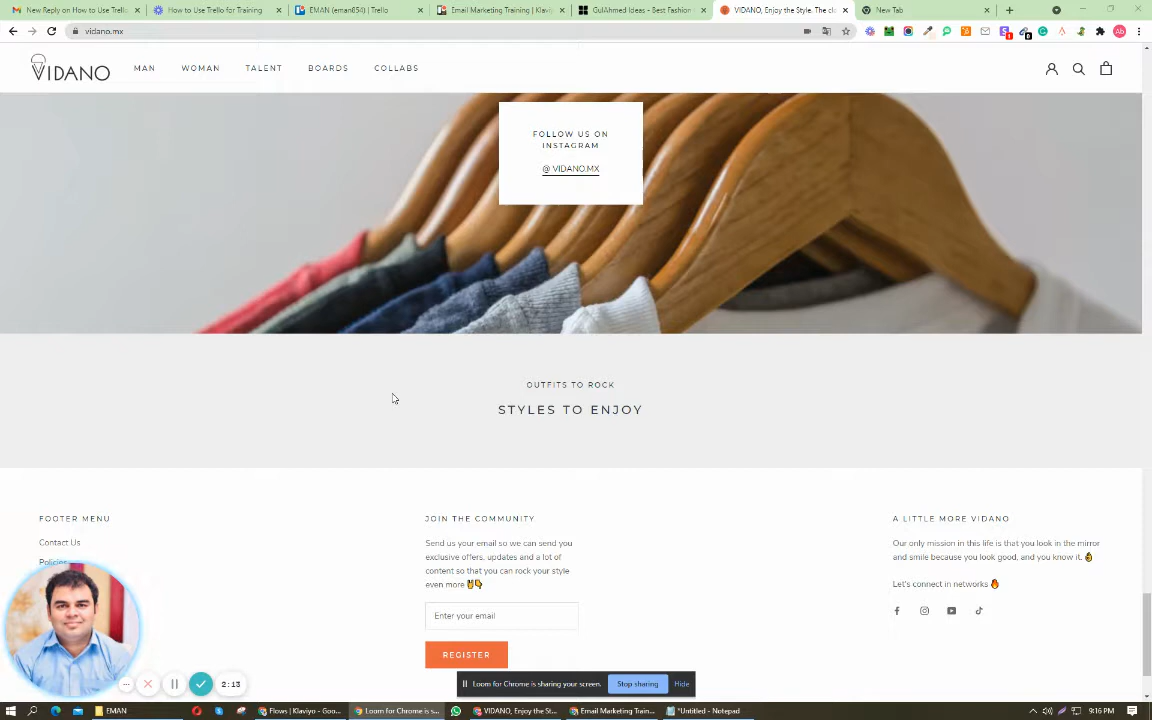 New Reply on How to Use Trello
How to Use Trello for Training
EMAN (eman654) | Trello
Email Marketing Training | Klavi
GulAhmed Ideas - Best Fashion
VIDANO, Enjoy the Style. The cl
New Tab
vidano.mx
Ab
VIDANO
MAN
WOMAN
TALENT
BOARDS
COLLABS
FOLLOW US ON
INSTAGRAM
@ VIDANO.MX
OUTFITS TO ROCK
STYLES TO ENJOY
FOOTER MENU
Contact Us
Policies
JOIN THE COMMUNITY
Send us your email so we can send you
exclusive offers, updates and a lot of
content so that you can rock your style
even more 🤘👇
Enter your email
REGISTER
A LITTLE MORE VIDANO
Our only mission in this life is that you look in the mirror
and smile because you look good, and you know it. 👌
Let's connect in networks 🔥
2:13
Loom for Chrome is sharing your screen.
Stop sharing
Hide
EMAN
Flows | Klaviyo - Goo...
Loom for Chrome is s...
VIDANO, Enjoy the St...
Email Marketing Train...
*Untitled - Notepad
9:16 PM